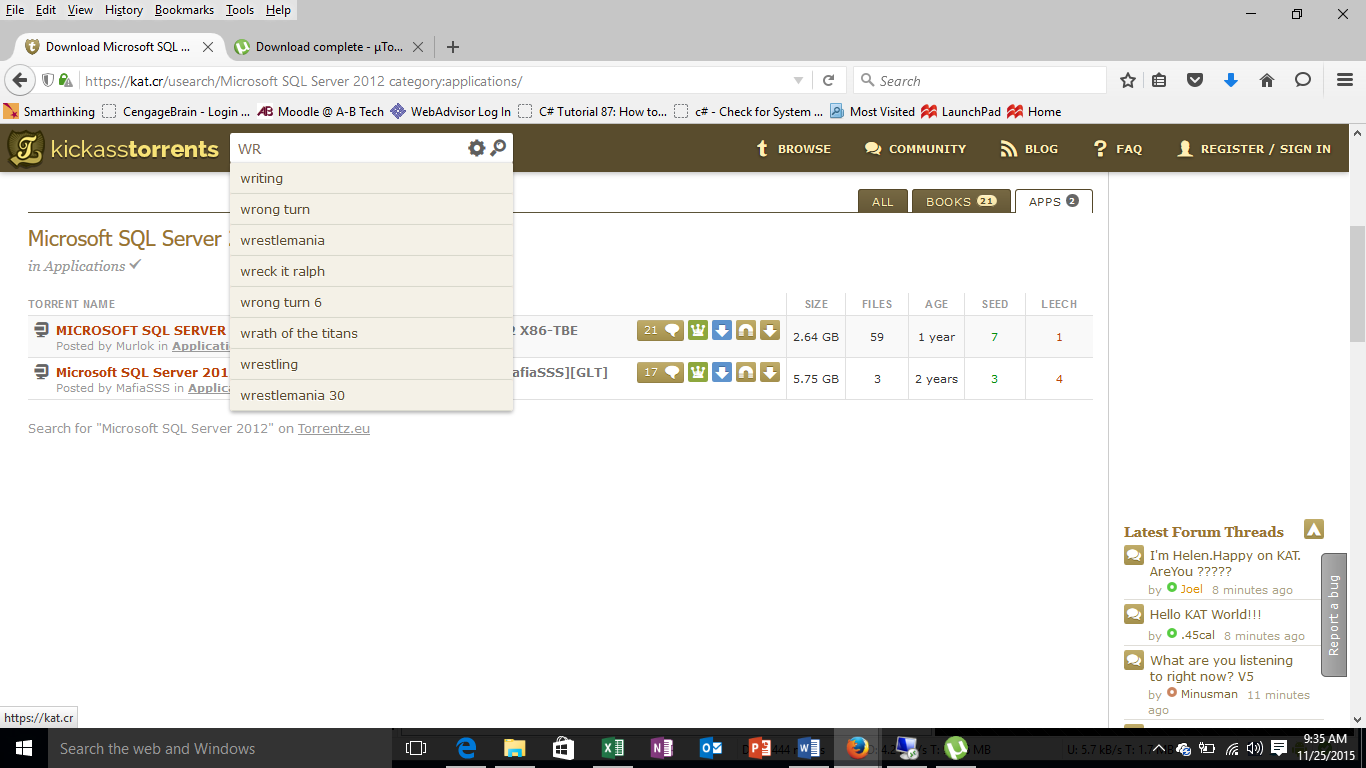 File Edit View History Bookmarks Tools Help
Download Microsoft SQL ... Download complete - µTo...
https://kat.cr/usearch/Microsoft SQL Server 2012 category:applications/ Search
Smarthinking CengageBrain - Login ... Moodle @ A-B Tech WebAdvisor Log In C# Tutorial 87: How to... c# - Check for System ... Most Visited LaunchPad Home
kickasstorrents WR BROWSE COMMUNITY BLOG FAQ REGISTER / SIGN IN
writing
wrong turn
wrestlemania
wreck it ralph
wrong turn 6
wrath of the titans
wrestling
wrestlemania 30
ALL BOOKS 21 APPS 2
Microsoft SQL Server
in Applications
TORRENT NAME SIZE FILES AGE SEED LEECH
MICROSOFT SQL SERVER X86-TBE 21 2.64 GB 59 1 year 7 1
Posted by Murlok in
Microsoft SQL Server 201 afiaSSS][GLT] 17 5.75 GB 3 2 years 3 4
Posted by MafiaSSS in
Search for "Microsoft SQL Server 2012" on Torrentz.eu
Latest Forum Threads
I'm Helen.Happy on KAT.
AreYou ?????
by Joel 8 minutes ago
Hello KAT World!!!
by .45cal 8 minutes ago
What are you listening
to right now? V5
by Minusman 11 minutes
ago
Report a bug
https://kat.cr
Search the web and Windows
U: 5.7 kB/s
9:35 AM
11/25/2015